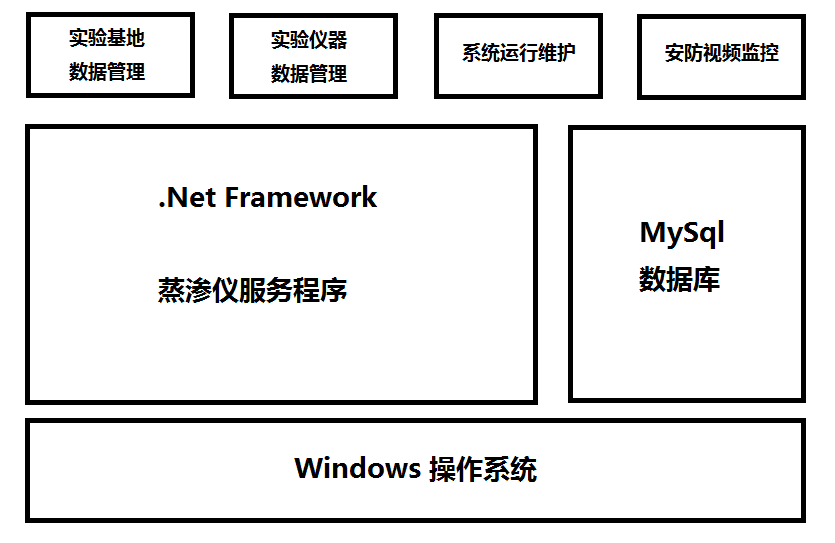 实验基地
数据管理
实验仪器
数据管理
系统运行维护
安防视频监控
.Net Framework
蒸渗仪服务程序
MySql
数据库
Windows 操作系统